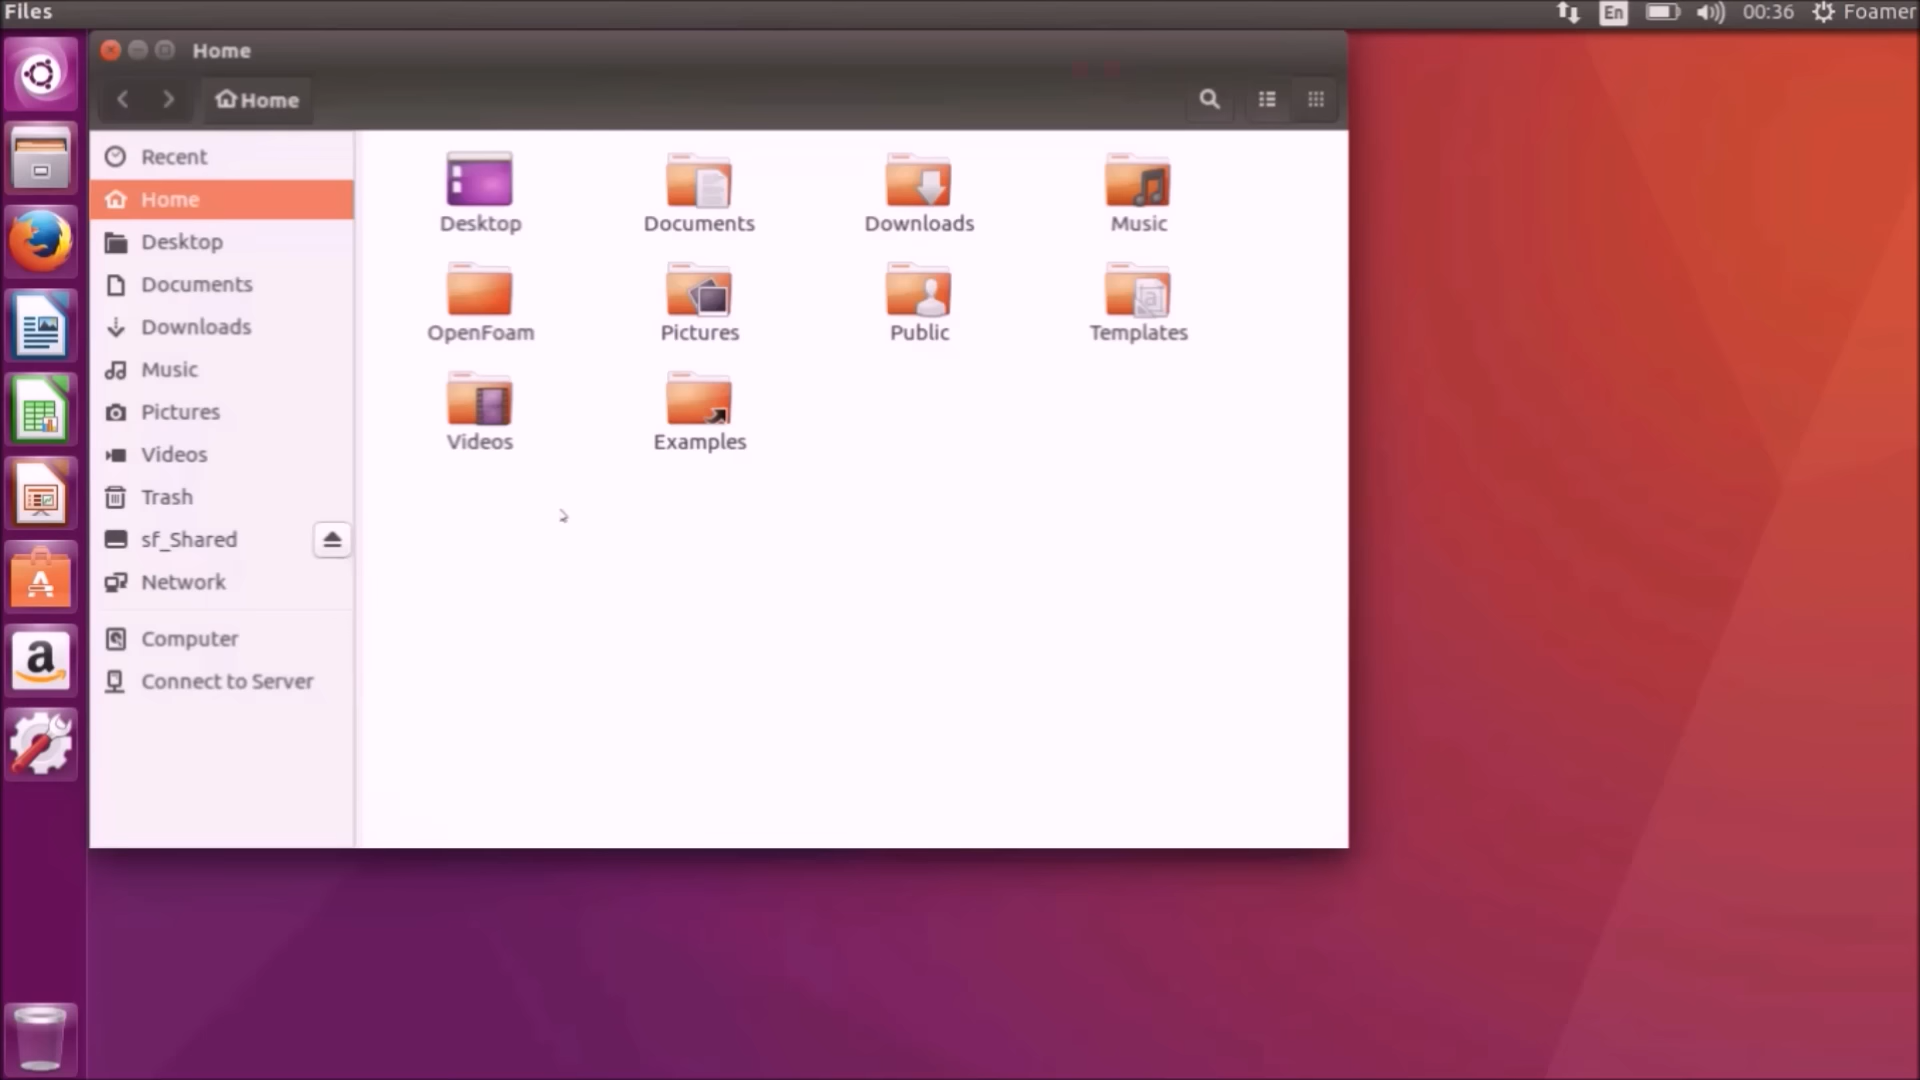 Files
En
00:36
Foamer
Home
Home
Recent
Home
Desktop
Documents
Downloads
Music
Pictures
Videos
Trash
sf_Shared
Network
Computer
Connect to Server
Desktop
Documents
Downloads
Music
OpenFoam
Pictures
Public
Templates
Videos
Examples